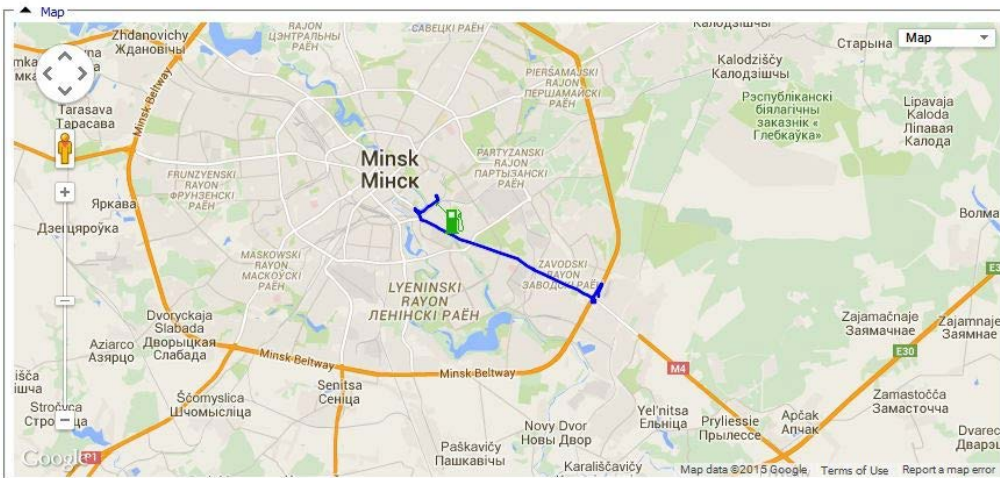 Map
Zhdanovichy
Ждановічы
РАЁН
ЦЭНТРАЛЬНЫ
РАЁН
RAJON
САВЕЦКІ РАЁН
Калодзішчы
Старына
Map
Kalodziščy
Калодзішчы
PIERŠAMAJSKI
RAJON
ПЕРШАМАЙСКІ
РАЁН
Minsk Beltway
Tarasava
Тарасава
Рэспубліканскі
біялагічны
заказнік «
Глебкаўка»
Lipavaja
Kaloda
Ліпавая
Калода
Minsk
Мінск
PARTYZANSKI
RAJON
ПАРТЫЗАНСКІ
РАЁН
FRUNZENSKI
RAYON
ФРУНЗЕНСКІ
РАЁН
Яркава
Дзегцяроўка
Волма
MASKOWSKI
RAYON
МАСКОЎСКІ
РАЁН
ZAVODSKI
RAYON
ЗАВОДСКІ РАЁН
LYENINSKI
RAYON
ЛЕНІНСКІ РАЁН
Dvoryckaja
Slabada
Дворыцкая
Слабада
Aziarco
Азярцо
Zajamačnaje
Заямачнае
Zajamnaje
Заямнае
E30
Minsk Beltway
Minsk Beltway
M4
Ščomyslica
Шчомысліца
Senitsa
Сеніца
Zamastočča
Замасточча
Yel'nitsa
Ельніца
Pryliessie
Прылессе
Apčak
Апчак
Novy Dvor
Новы Двор
Paškavičy
Пашкавічы
Karališčavičy
Google
Map data ©2015 Google
Terms of Use
Report a map error